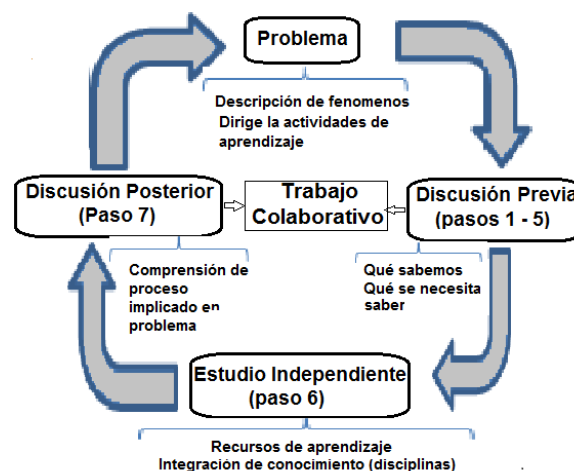 Problema
Descripción de fenomenos
Dirige la actividades de
aprendizaje
Discusión Posterior
(Paso 7)
Trabajo
Colaborativo
Discusión Previa
(pasos 1 - 5)
Comprensión de
proceso
implicado en
problema
Qué sabemos
Qué se necesita
saber
Estudio Independiente
(paso 6)
Recursos de aprendizaje
Integración de conocimiento (disciplinas)